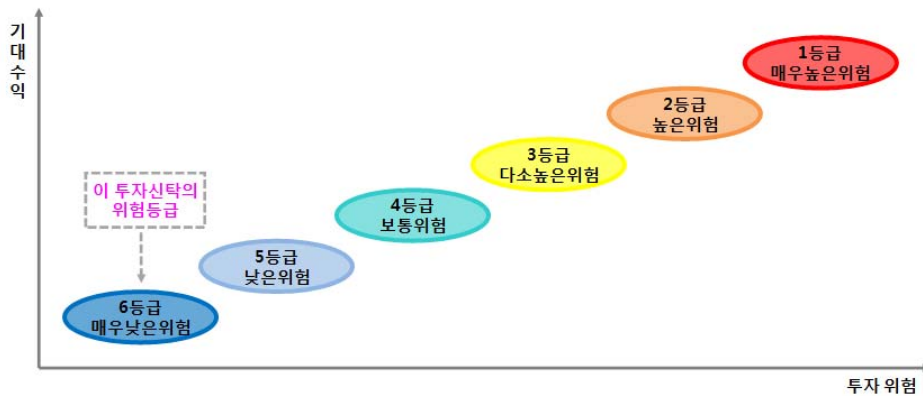 기
대
수
익
1등급
매우높은위험
2등급
높은위험
3등급
다소높은위험
이 투자신탁의
위험등급
4등급
보통위험
5등급
낮은위험
6등급
매우낮은위험
투자 위험